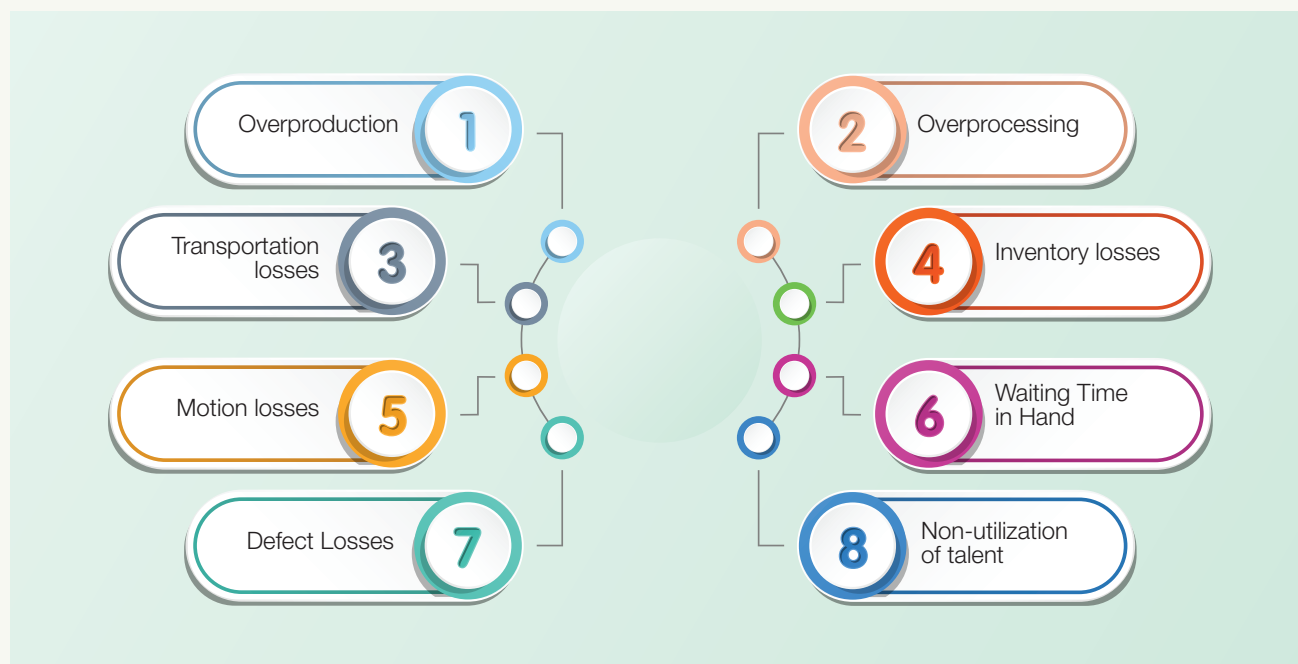 Overproduction
1
2
Overprocessing
Transportation
losses
3
4
Inventory losses
Motion losses
5
6
Waiting Time
in Hand
Defect Losses
7
8
Non-utilization
of talent